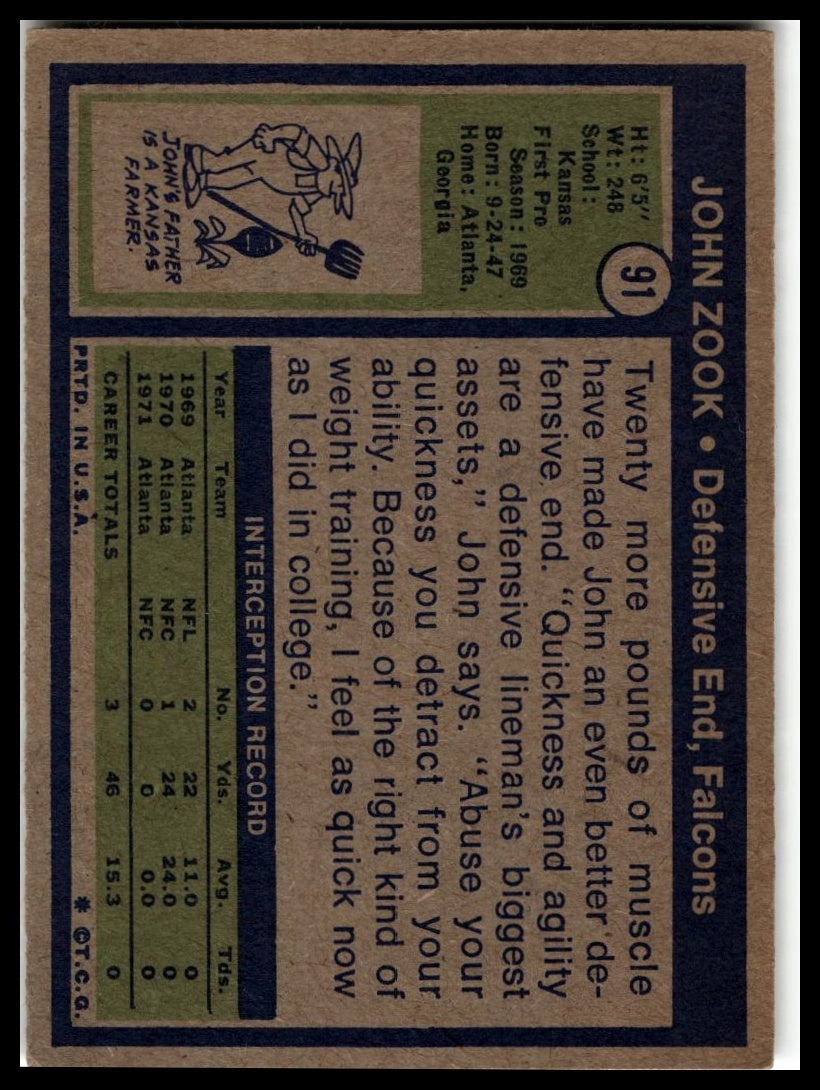 JOHN ZOOK • Defensive End, Falcons
91
Ht: 6'5"
Wt: 248
School:
Kansas
First Pro
Season: 1969
Born: 9-24-47
Home: Atlanta,
Georgia
JOHN'S FATHER
IS A KANSAS
FARMER.
Twenty more pounds of muscle
have made John an even better de-
fensive end. "Quickness and agility
are a defensive lineman's biggest
assets," John says. "Abuse your
quickness you detract from your
ability. Because of the right kind of
weight training, I feel as quick now
as I did in college."
INTERCEPTION RECORD
Year Team No. Yds. Avg. Tds.
1969 Atlanta NFL 2 22 11.0 0
1970 Atlanta NFC 1 24 24.0 0
1971 Atlanta NFC 0 0 0.0 0
CAREER TOTALS 3 46 15.3 0
PRTD. IN U.S.A. * ©T.C.G.